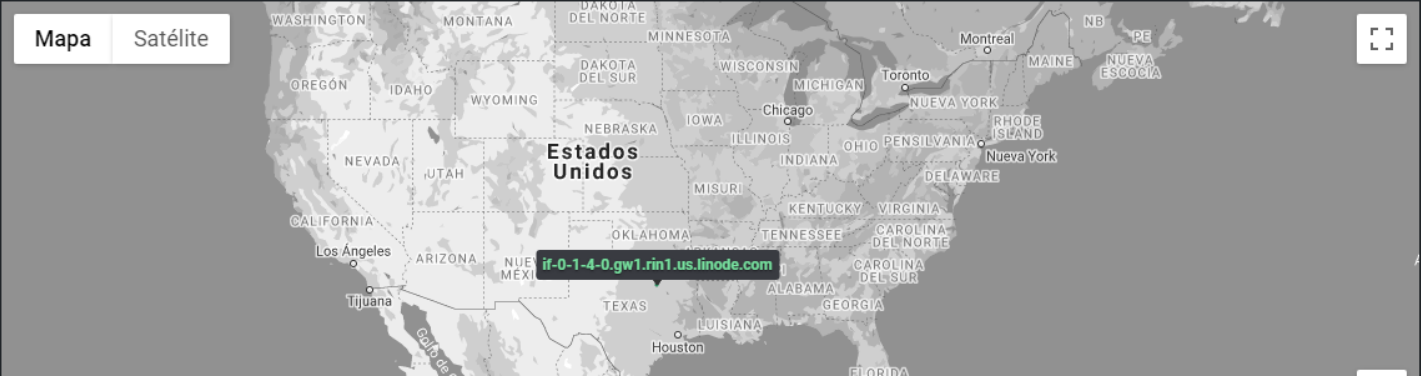 Mapa
Satélite
WASHINGTON
MONTANA
DAKOTA
DEL NORTE
MINNESOTA
Montreal
NB
PE
NUEVA
ESCOCIA
MAINE
OREGÓN
IDAHO
WYOMING
DAKOTA
DEL SUR
WISCONSIN
MICHIGAN
Toronto
NUEVA YORK
Chicago
NEBRASKA
IOWA
ILLINOIS
INDIANA
OHIO
PENSILVANIA
RHODE
ISLAND
Nueva York
NEVADA
UTAH
Estados
Unidos
MISURI
DELAWARE
KENTUCKY
VIRGINIA
CALIFORNIA
OKLAHOMA
TENNESSEE
CAROLINA
DEL NORTE
Los Ángeles
ARIZONA
if-0-1-4-0.gw1.rin1.us.linode.com
CAROLINA
DEL SUR
Tijuana
TEXAS
ALABAMA
GEORGIA
LUISIANA
Houston
Golfo de
FLORIDA